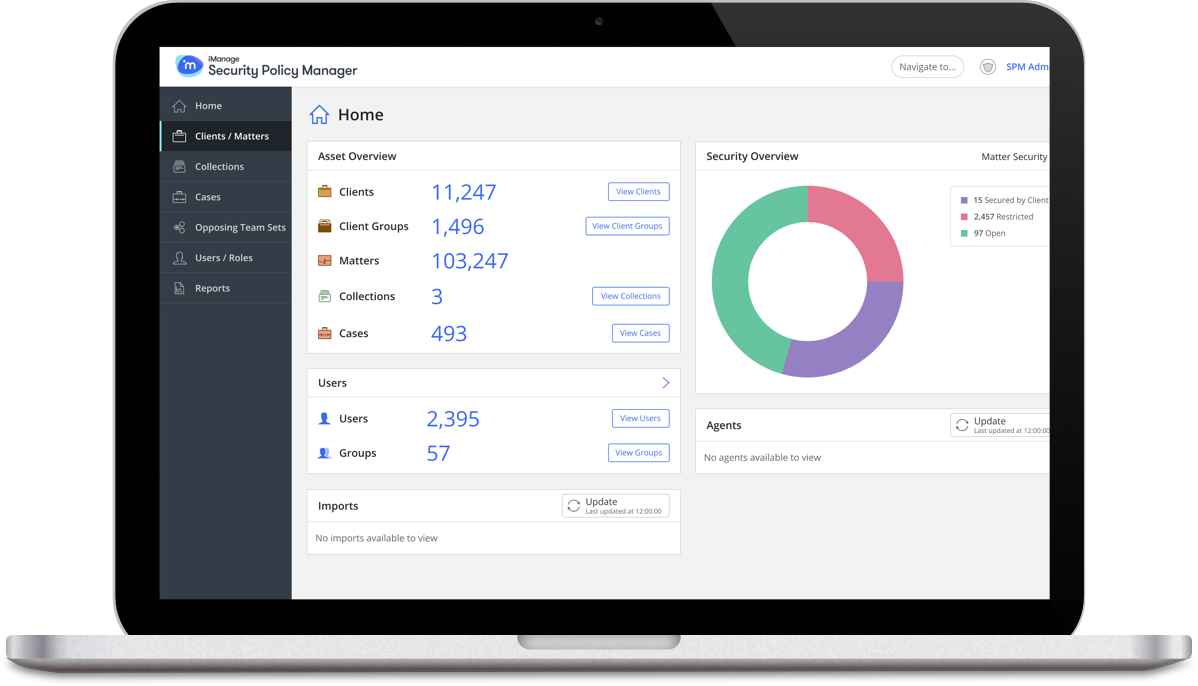 iManage
Security Policy Manager
Navigate to...
SPM Adm
Home
Clients / Matters
Collections
Cases
Opposing Team Sets
Users / Roles
Reports
Home
Asset Overview
Clients 11,247 View Clients
Client Groups 1,496 View Client Groups
Matters 103,247
Collections 3 View Collections
Cases 493 View Cases
Users
Users 2,395 View Users
Groups 57 View Groups
Imports
Update
Last updated at 12:00:00
No imports available to view
Security Overview
Matter Security
15 Secured by Client
2,457 Restricted
97 Open
Agents
Update
Last updated at 12:00:00
No agents available to view